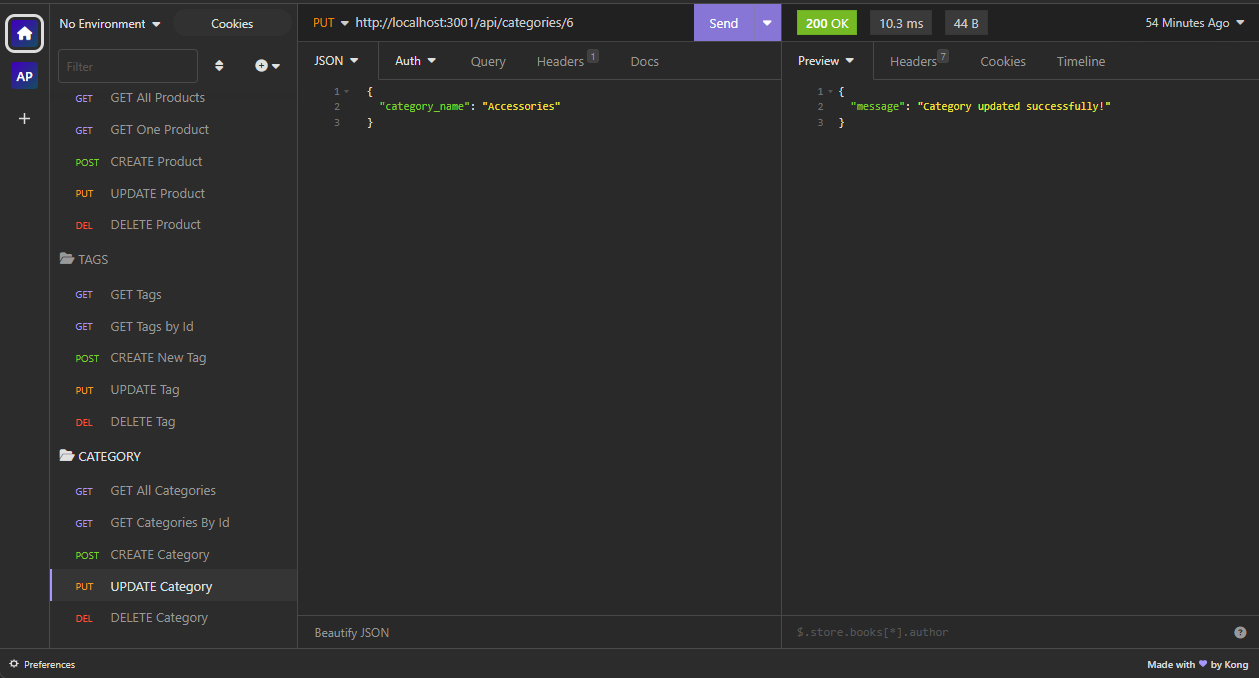 No Environment
Cookies
PUT http://localhost:3001/api/categories/6
Send
200 OK
10.3 ms
44 B
54 Minutes Ago
AP
Filter
JSON
Auth
Query
Headers 1
Docs
Preview
Headers 7
Cookies
Timeline
GET GET All Products
GET GET One Product
POST CREATE Product
PUT UPDATE Product
DEL DELETE Product
TAGS
GET GET Tags
GET GET Tags by Id
POST CREATE New Tag
PUT UPDATE Tag
DEL DELETE Tag
CATEGORY
GET GET All Categories
GET GET Categories By Id
POST CREATE Category
PUT UPDATE Category
DEL DELETE Category
1 {
2 "category_name": "Accessories"
3 }
1 {
2 "message": "Category updated successfully!"
3 }
Beautify JSON
$.store.books[*].author
?
Preferences
Made with 💜 by Kong